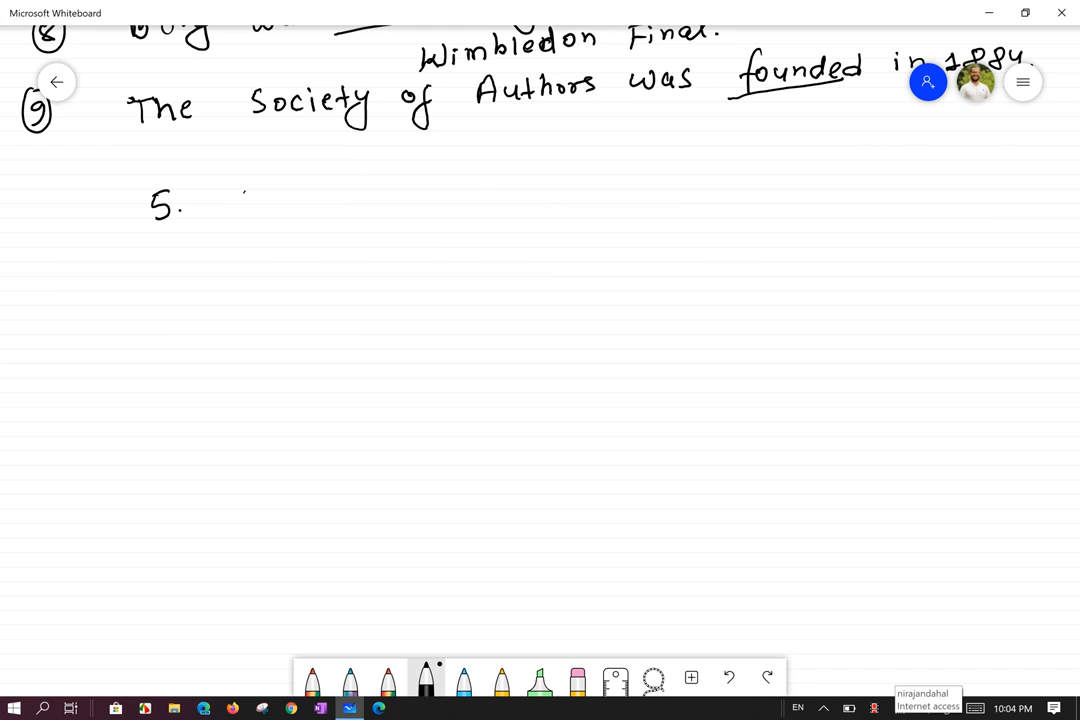 Microsoft Whiteboard
⑧
Wimbledon Final.
⑨ The Society of Authors was founded in 1884.
5.
nirajandahal
Internet access
EN
10:04 PM